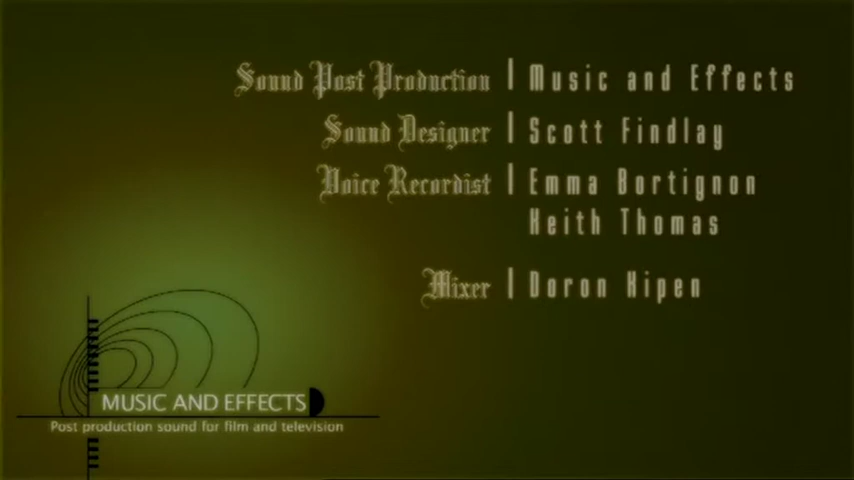 Sound Post Production | Music and Effects
Sound Designer | Scott Findlay
Voice Recordist | Emma Bortignon
Keith Thomas
Mixer | Doron Kipen
MUSIC AND EFFECTS
Post production sound for film and television